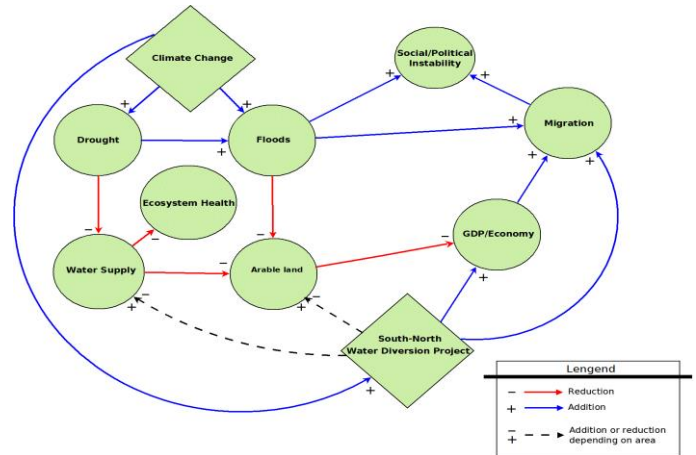 Climate Change
Social/Political
Instability
Drought
Floods
Migration
Ecosystem Health
GDP/Economy
Water Supply
Arable land
South-North
Water Diversion Project
Lengend
− Reduction
+ Addition
− Addition or reduction
+ depending on area